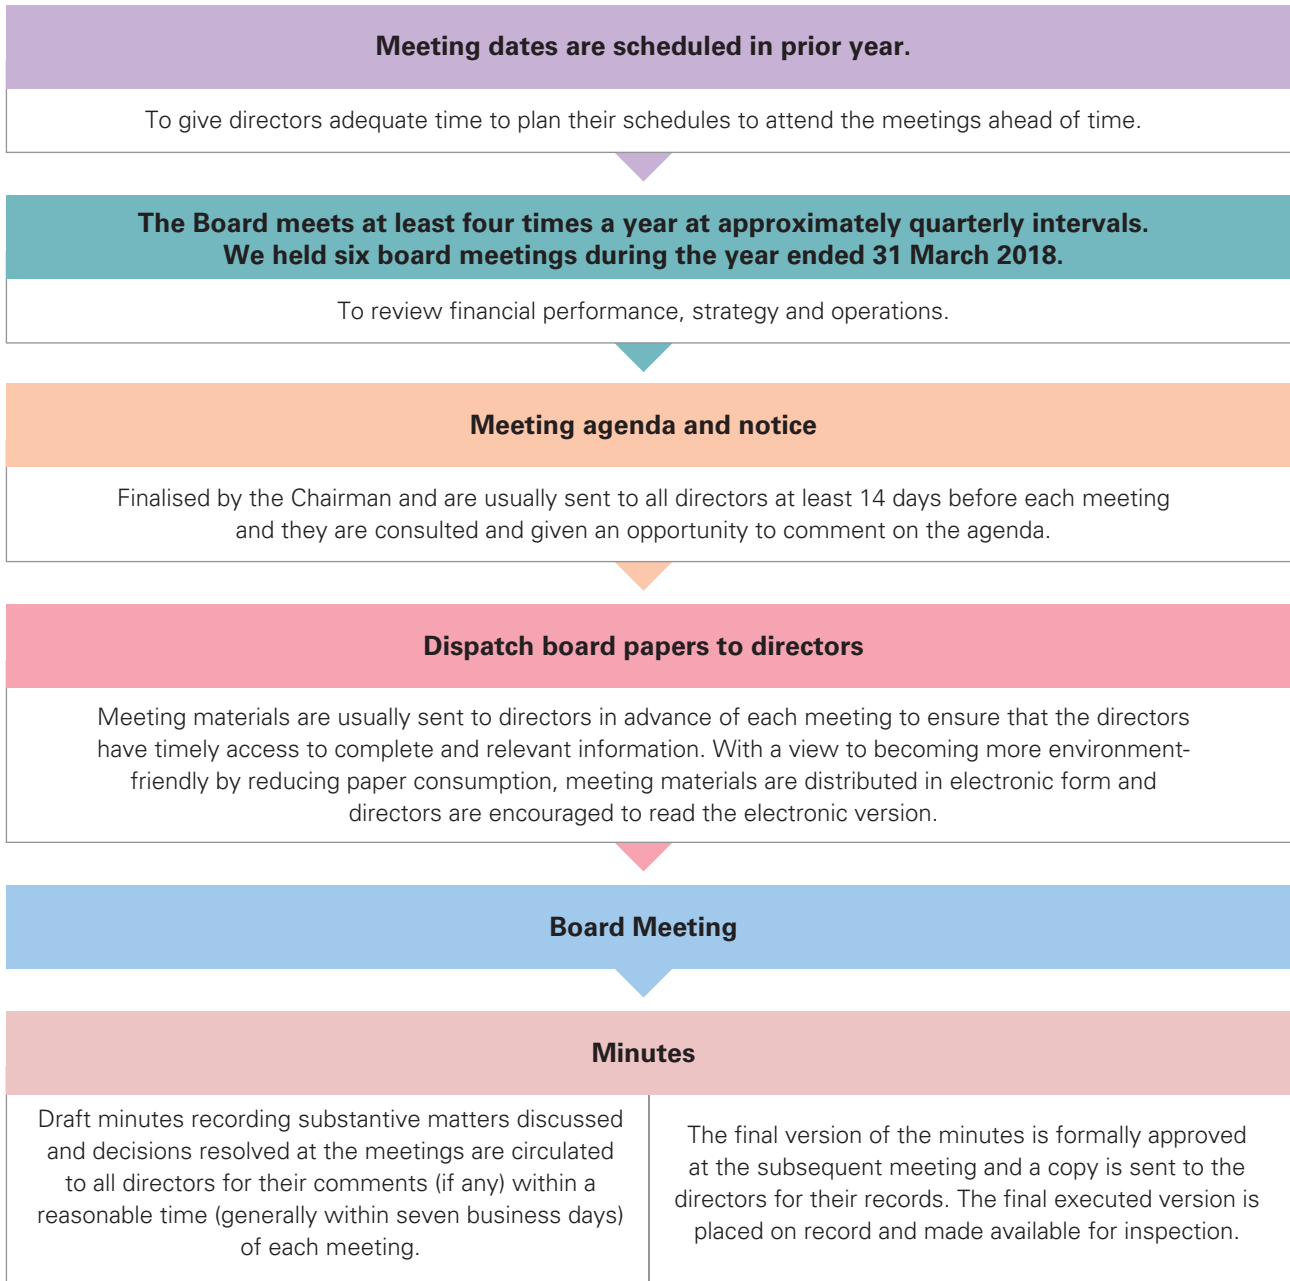 Meeting dates are scheduled in prior year.
To give directors adequate time to plan their schedules to attend the meetings ahead of time.
The Board meets at least four times a year at approximately quarterly intervals.
We held six board meetings during the year ended 31 March 2018.
To review financial performance, strategy and operations.
Meeting agenda and notice
Finalised by the Chairman and are usually sent to all directors at least 14 days before each meeting
and they are consulted and given an opportunity to comment on the agenda.
Dispatch board papers to directors
Meeting materials are usually sent to directors in advance of each meeting to ensure that the directors
have timely access to complete and relevant information. With a view to becoming more environment-
friendly by reducing paper consumption, meeting materials are distributed in electronic form and
directors are encouraged to read the electronic version.
Board Meeting
Minutes
Draft minutes recording substantive matters discussed
and decisions resolved at the meetings are circulated
to all directors for their comments (if any) within a
reasonable time (generally within seven business days)
of each meeting.
The final version of the minutes is formally approved
at the subsequent meeting and a copy is sent to the
directors for their records. The final executed version is
placed on record and made available for inspection.